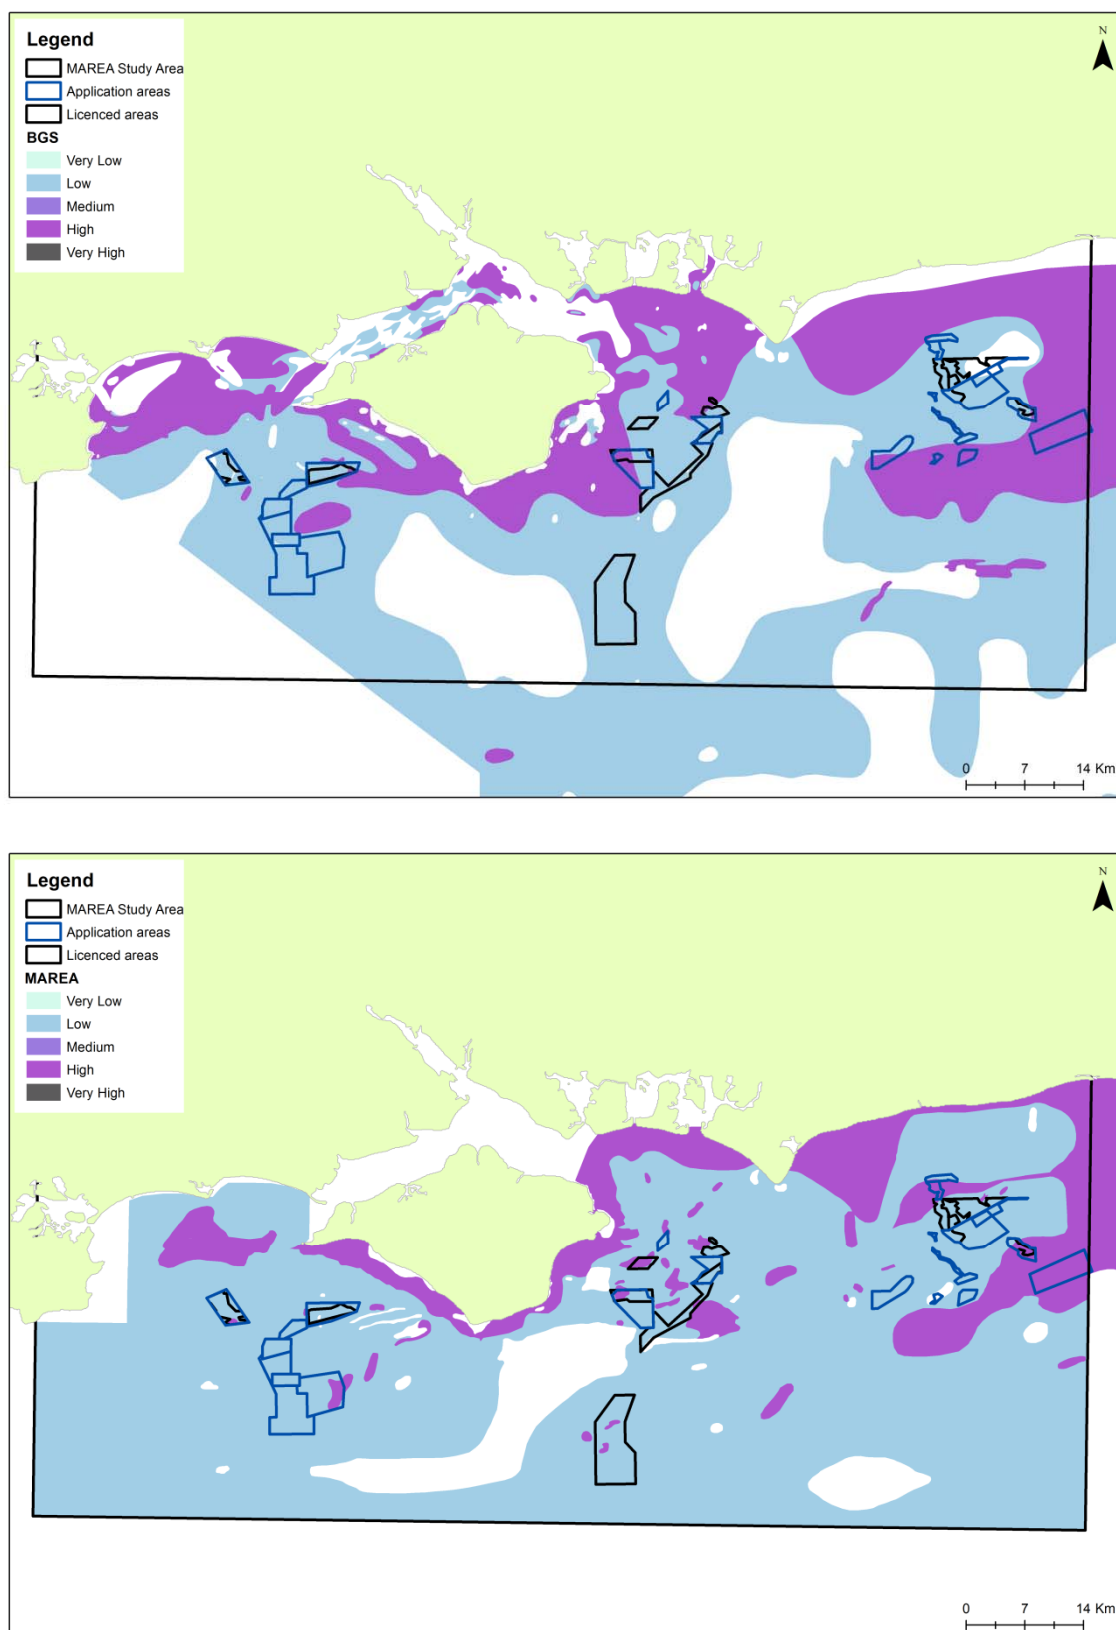 Legend
MAREA Study Area
Application areas
Licenced areas
BGS
Very Low
Low
Medium
High
Very High
N
0 7 14 Km
Legend
MAREA Study Area
Application areas
Licenced areas
MAREA
Very Low
Low
Medium
High
Very High
N
0 7 14 Km